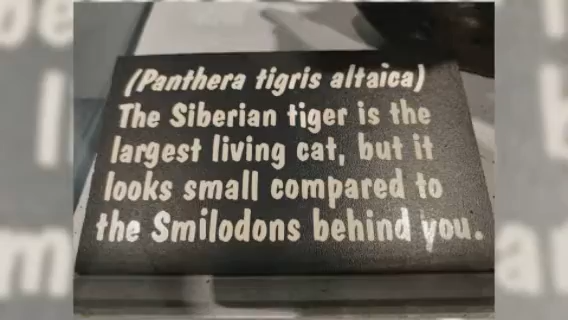 (Panthera tigris altaica)
The Siberian tiger is the
largest living cat, but it
looks small compared to
the Smilodons behind you.